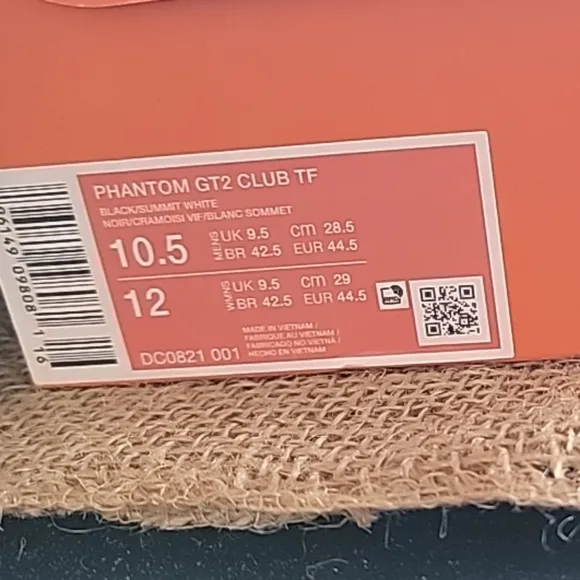 PHANTOM GT2 CLUB TF
BLACK/SUMMIT WHITE
NOIR/CRAMOISI VIF/BLANC SOMMET
10.5 MENS UK 9.5 cm 28.5
BR 42.5 EUR 44.5
12 WMNS UK 9.5 cm 29
BR 42.5 EUR 44.5
MADE IN VIETNAM /
FABRIQUE AU VIETNAM /
FABRICADO NO VIETNÃ /
HECHO EN VIETNAM
DC0821 001